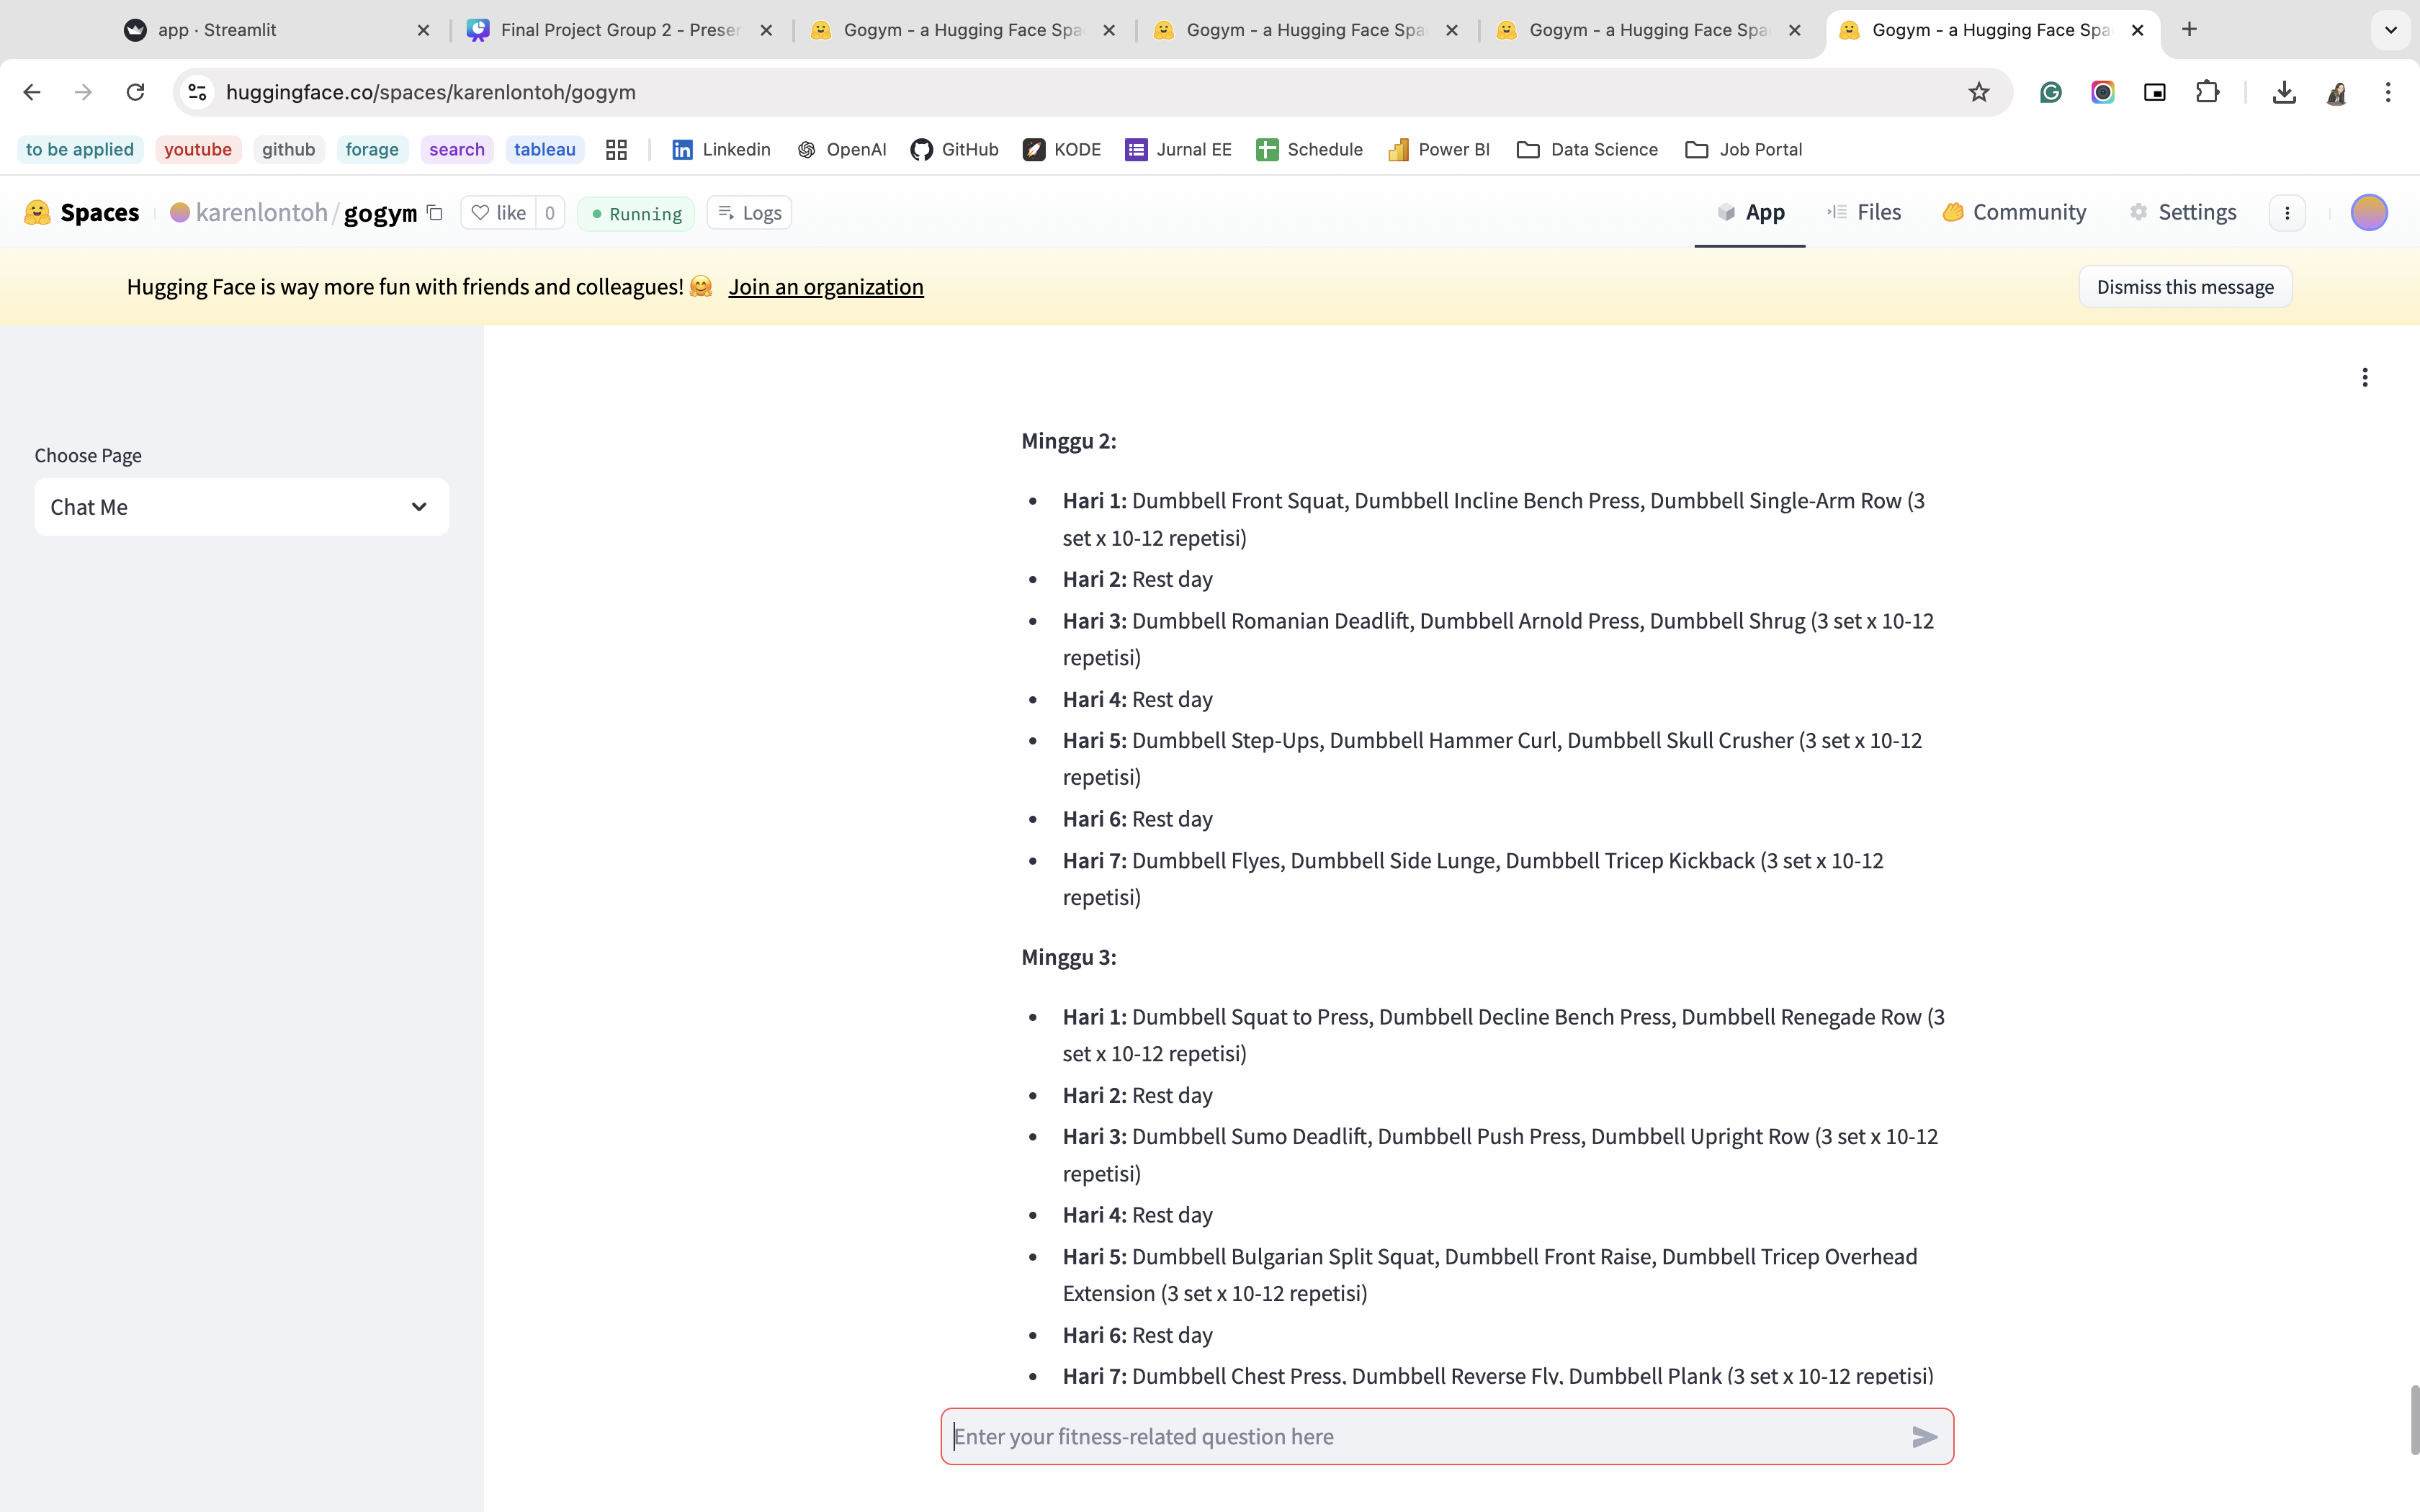 app · Streamlit
Final Project Group 2 - Preser
Gogym - a Hugging Face Spa
Gogym - a Hugging Face Spa
Gogym - a Hugging Face Spa
Gogym - a Hugging Face Spa
huggingface.co/spaces/karenlontoh/gogym
to be applied youtube github forage search tableau Linkedin OpenAI GitHub KODE Jurnal EE Schedule Power BI Data Science Job Portal
Spaces karenlontoh/gogym like 0 Running Logs App Files Community Settings
Hugging Face is way more fun with friends and colleagues! 🤗 Join an organization Dismiss this message
Choose Page
Chat Me
Minggu 2:
• Hari 1: Dumbbell Front Squat, Dumbbell Incline Bench Press, Dumbbell Single-Arm Row (3
set x 10-12 repetisi)
• Hari 2: Rest day
• Hari 3: Dumbbell Romanian Deadlift, Dumbbell Arnold Press, Dumbbell Shrug (3 set x 10-12
repetisi)
• Hari 4: Rest day
• Hari 5: Dumbbell Step-Ups, Dumbbell Hammer Curl, Dumbbell Skull Crusher (3 set x 10-12
repetisi)
• Hari 6: Rest day
• Hari 7: Dumbbell Flyes, Dumbbell Side Lunge, Dumbbell Tricep Kickback (3 set x 10-12
repetisi)
Minggu 3:
• Hari 1: Dumbbell Squat to Press, Dumbbell Decline Bench Press, Dumbbell Renegade Row (3
set x 10-12 repetisi)
• Hari 2: Rest day
• Hari 3: Dumbbell Sumo Deadlift, Dumbbell Push Press, Dumbbell Upright Row (3 set x 10-12
repetisi)
• Hari 4: Rest day
• Hari 5: Dumbbell Bulgarian Split Squat, Dumbbell Front Raise, Dumbbell Tricep Overhead
Extension (3 set x 10-12 repetisi)
• Hari 6: Rest day
• Hari 7: Dumbbell Chest Press, Dumbbell Reverse Fly, Dumbbell Plank (3 set x 10-12 repetisi)
Enter your fitness-related question here